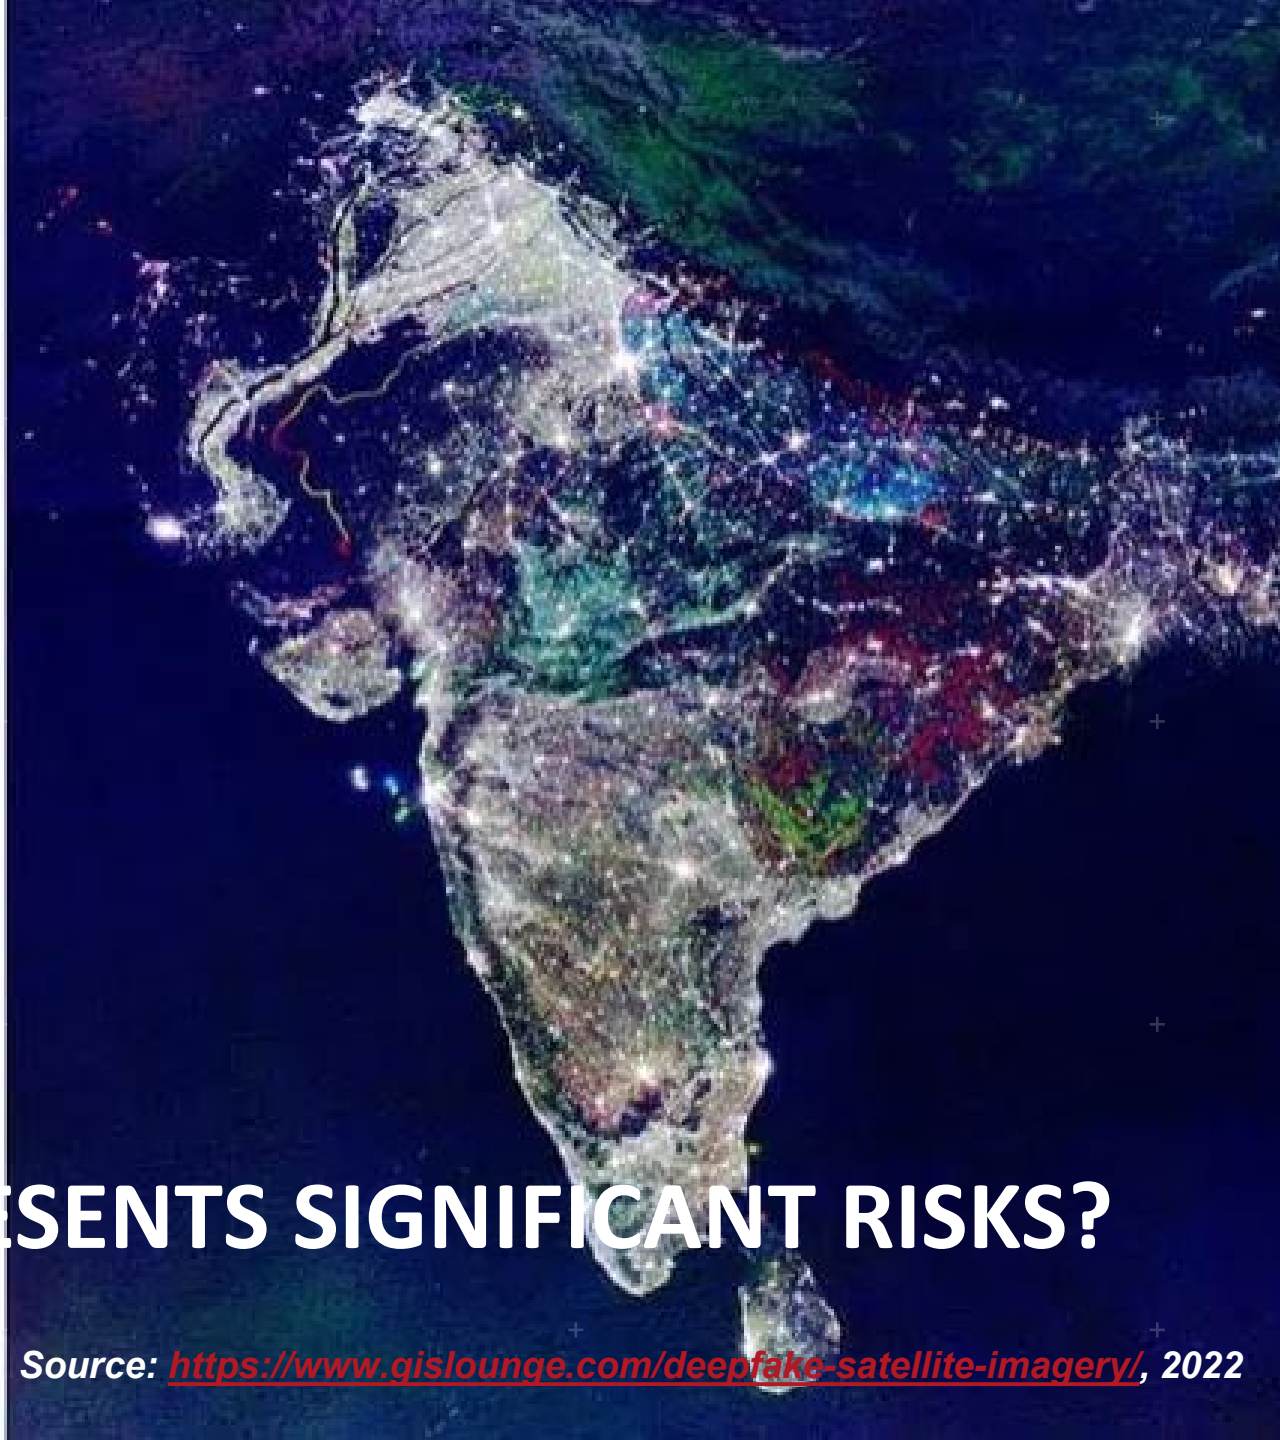 ESENTS SIGNIFICANT RISKS?
Source: https://www.gislounge.com/deepfake-satellite-imagery/, 2022